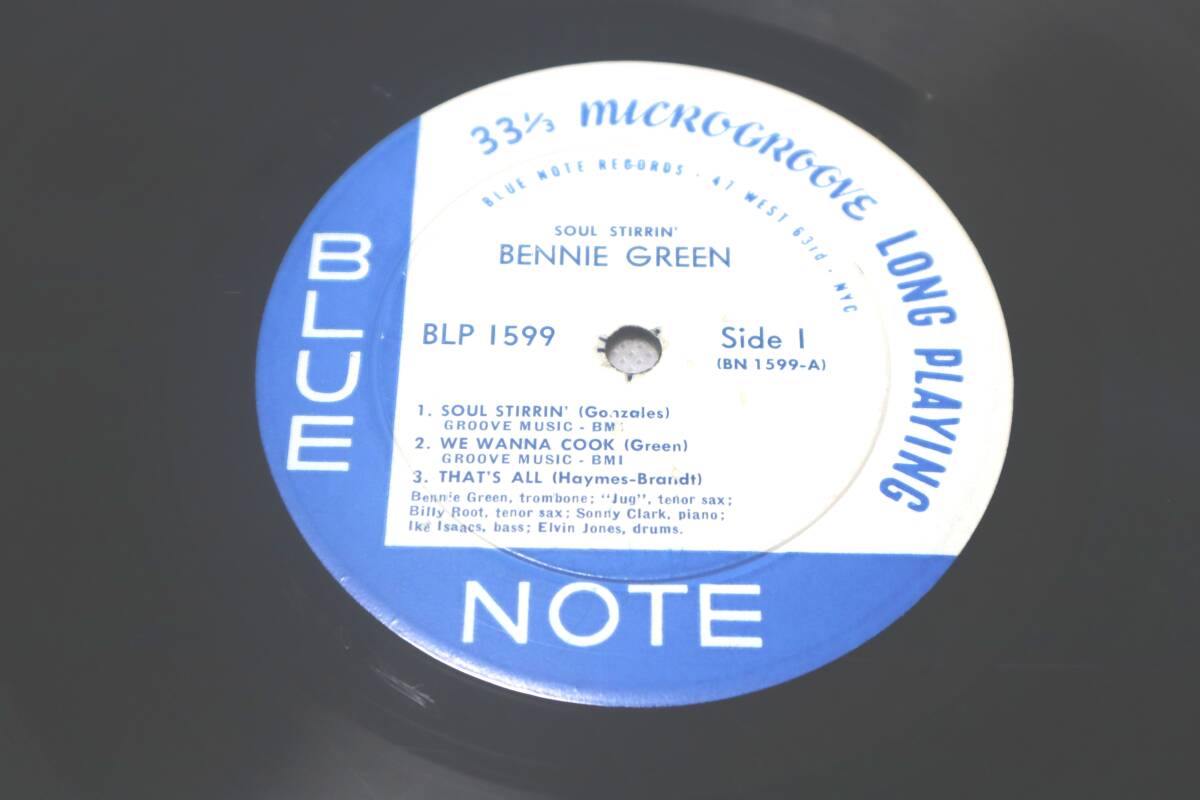 33⅓ MICROGROOVE LONG PLAYING
BLUE NOTE RECORDS · 47 WEST 63rd · NYC
SOUL STIRRIN'
BENNIE GREEN
BLP 1599
Side 1
(BN 1599-A)
1. SOUL STIRRIN' (Gonzales)
GROOVE MUSIC - BMI
2. WE WANNA COOK (Green)
GROOVE MUSIC - BMI
3. THAT'S ALL (Haymes-Brandt)
Bennie Green, trombone; "Jug", tenor sax;
Billy Root, tenor sax; Sonny Clark, piano;
Ike Isaacs, bass; Elvin Jones, drums.
BLUE
NOTE